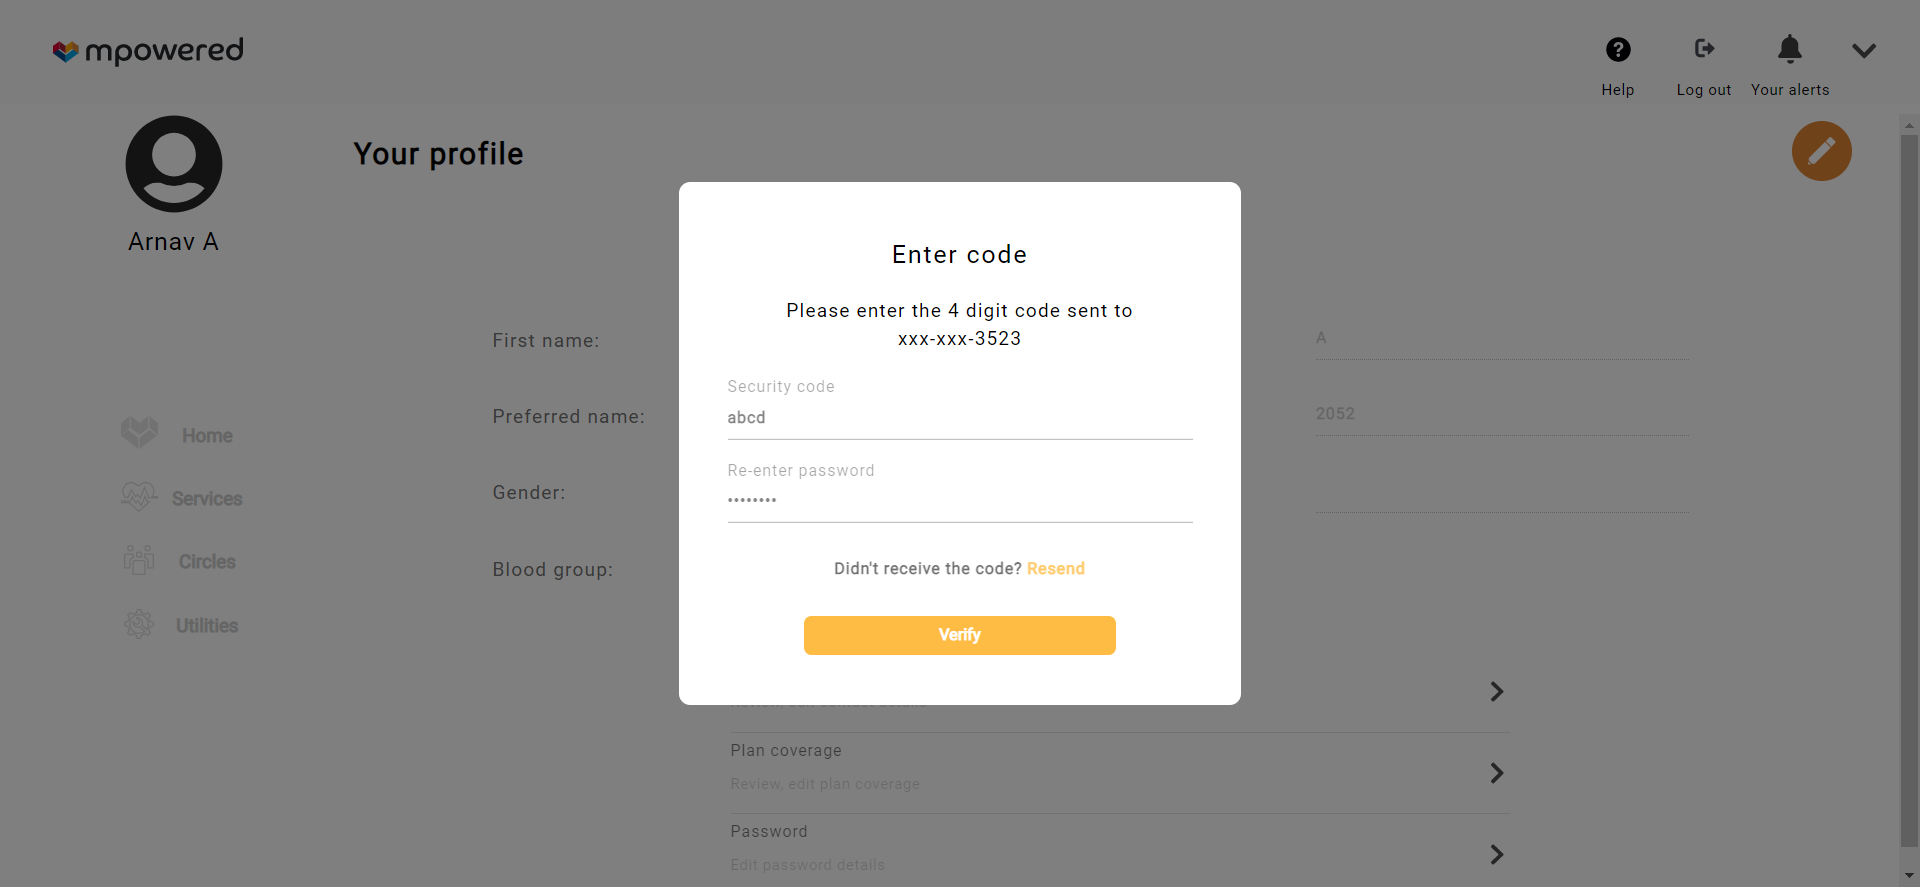 mpowered
Help
Log out
Your alerts
Arnav A
Your profile
Home
Services
Circles
Utilities
First name:
A
Preferred name:
2052
Gender:
Blood group:
Enter code
Please enter the 4 digit code sent to
xxx-xxx-3523
Security code
abcd
Re-enter password
••••••••
Didn't receive the code? Resend
Verify
Plan coverage
Review, edit plan coverage
Password
Edit password details